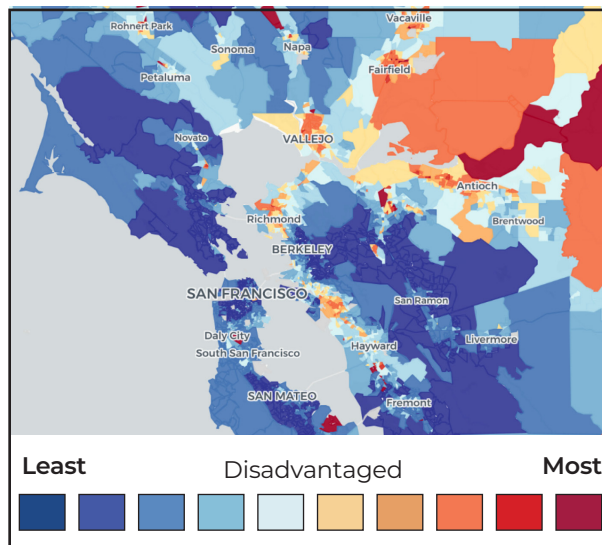 Vacaville
Rohnert Park
Sonoma
Napa
Petaluma
Fairfield
Novato
VALLEJO
Antioch
Richmond
Brentwood
BERKELEY
SAN FRANCISCO
San Ramon
Daly City
Hayward
Livermore
South San Francisco
SAN MATEO
Fremont
Least Disadvantaged Most